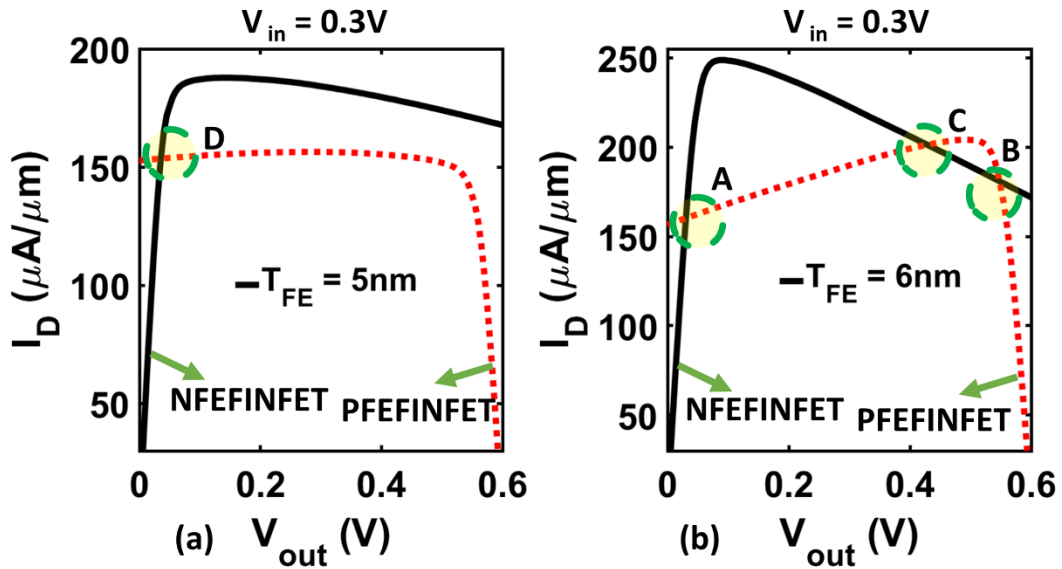 V in = 0.3V
200
150
100
50
I D (μA/μm)
D
T FE = 5nm
NFEFINFET
PFEFINFET
0
0.2
0.4
0.6
(a)
V out (V)
V in = 0.3V
250
200
150
100
50
I D (μA/μm)
A
C
B
T FE = 6nm
NFEFINFET
PFEFINFET
0
0.2
0.4
0.6
(b)
V out (V)